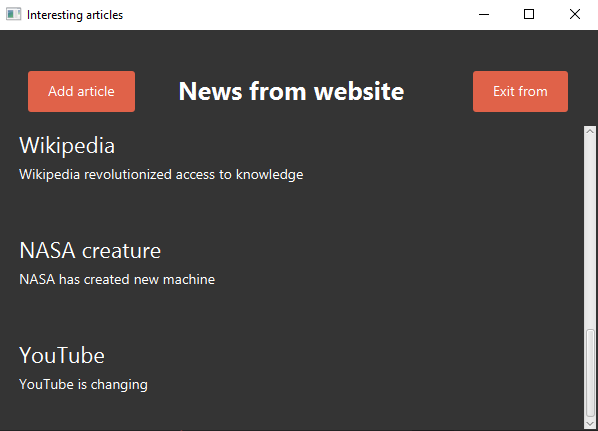 Interesting articles
Add article
News from website
Exit from
Wikipedia
Wikipedia revolutionized access to knowledge
NASA creature
NASA has created new machine
YouTube
YouTube is changing